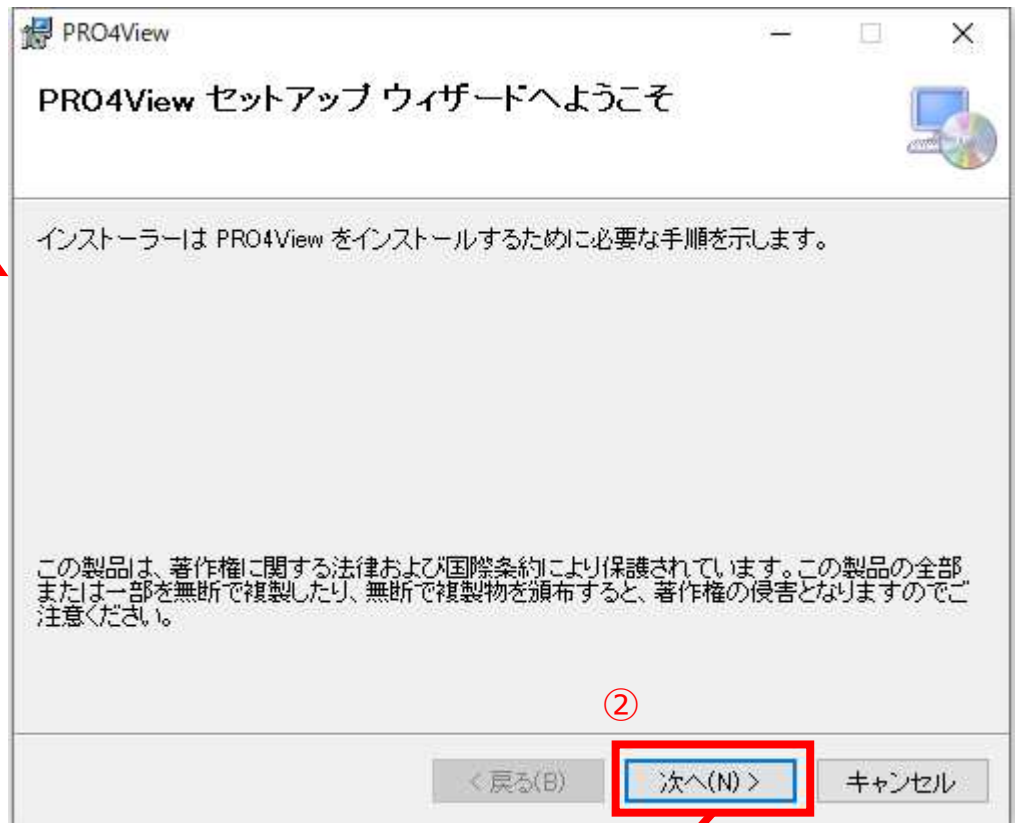 PRO4View
PRO4View セットアップ ウィザードへようこそ
インストーラーは PRO4View をインストールするために必要な手順を示します。
この製品は、著作権に関する法律および国際条約により保護されています。この製品の全部
または一部を無断で複製したり、無断で複製物を頒布すると、著作権の侵害となりますのでご
注意ください。
②
< 戻る(B)
次へ(N) >
キャンセル